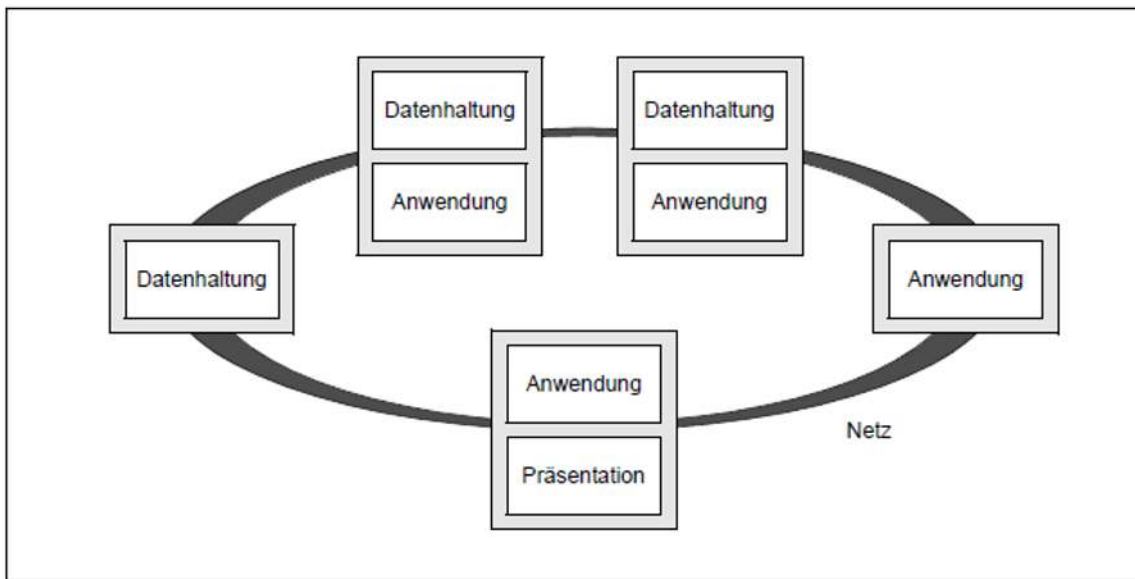 Datenhaltung
Anwendung
Datenhaltung
Anwendung
Datenhaltung
Anwendung
Anwendung
Präsentation
Netz